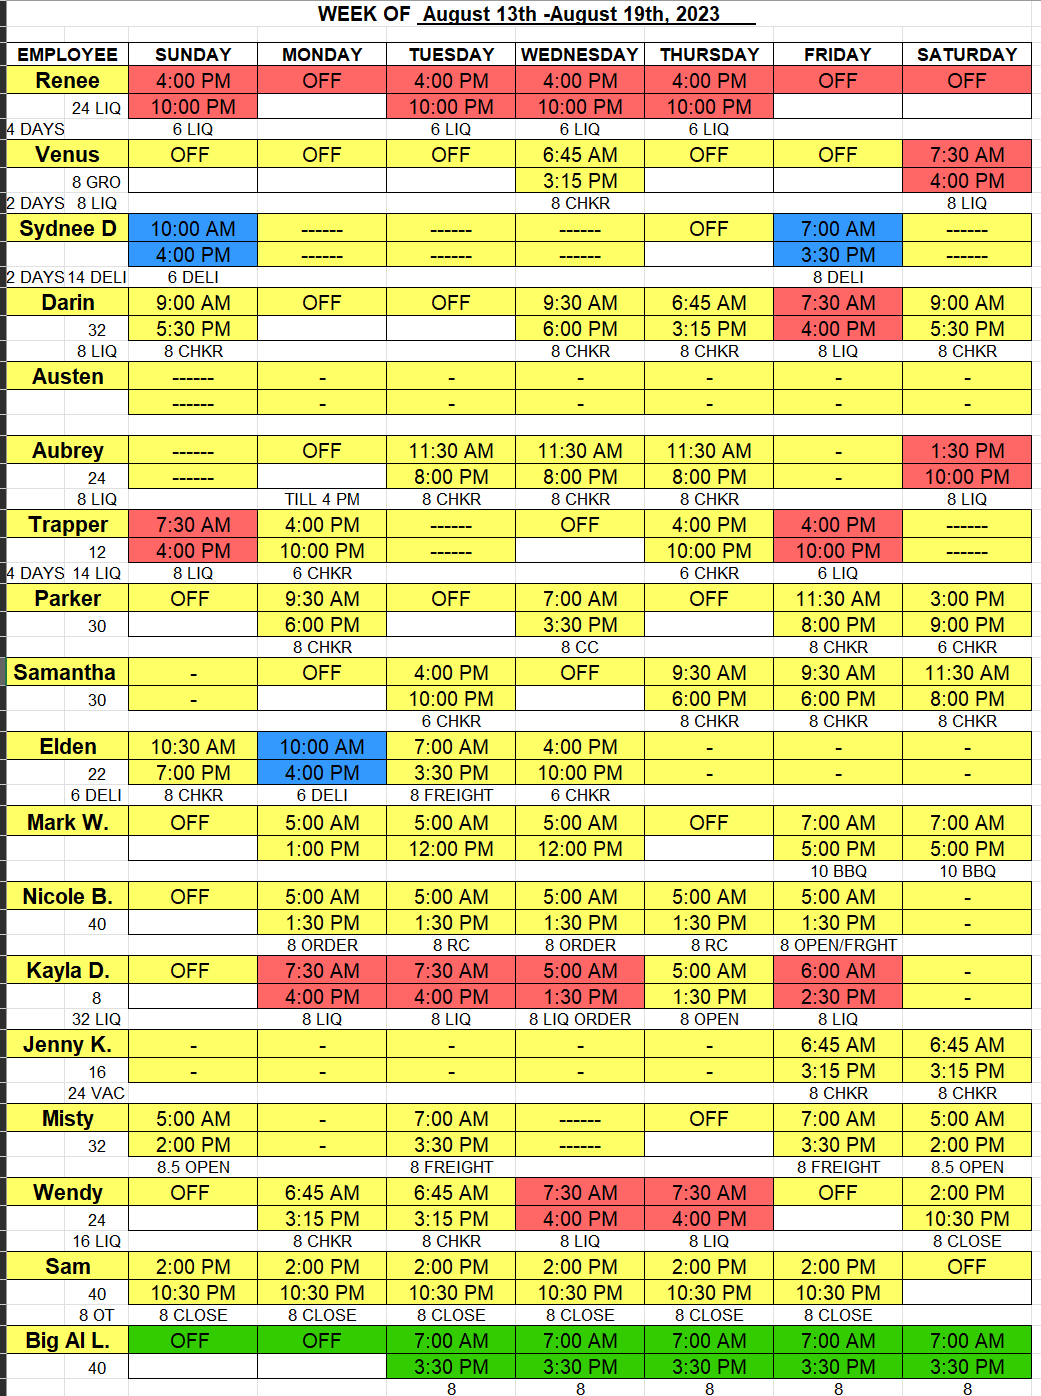 WEEK OF August 13th -August 19th, 2023
EMPLOYEE SUNDAY MONDAY TUESDAY WEDNESDAY THURSDAY FRIDAY SATURDAY
Renee 4:00 PM OFF 4:00 PM 4:00 PM 4:00 PM OFF OFF
24 LIQ 10:00 PM 10:00 PM 10:00 PM 10:00 PM
4 DAYS 6 LIQ 6 LIQ 6 LIQ 6 LIQ
Venus OFF OFF OFF 6:45 AM OFF OFF 7:30 AM
8 GRO 3:15 PM 4:00 PM
2 DAYS 8 LIQ 8 CHKR 8 LIQ
Sydnee D 10:00 AM ------ ------ ------ OFF 7:00 AM ------
4:00 PM ------ ------ ------ 3:30 PM ------
2 DAYS 14 DELI 6 DELI 8 DELI
Darin 9:00 AM OFF OFF 9:30 AM 6:45 AM 7:30 AM 9:00 AM
32 5:30 PM 6:00 PM 3:15 PM 4:00 PM 5:30 PM
8 LIQ 8 CHKR 8 CHKR 8 CHKR 8 LIQ 8 CHKR
Austen ------ - - - - - -
------ - - - - - -
Aubrey ------ OFF 11:30 AM 11:30 AM 11:30 AM - 1:30 PM
24 ------ 8:00 PM 8:00 PM 8:00 PM - 10:00 PM
8 LIQ TILL 4 PM 8 CHKR 8 CHKR 8 CHKR 8 LIQ
Trapper 7:30 AM 4:00 PM ------ OFF 4:00 PM 4:00 PM ------
12 4:00 PM 10:00 PM ------ 10:00 PM 10:00 PM ------
4 DAYS 14 LIQ 8 LIQ 6 CHKR 6 CHKR 6 LIQ
Parker OFF 9:30 AM OFF 7:00 AM OFF 11:30 AM 3:00 PM
30 6:00 PM 3:30 PM 8:00 PM 9:00 PM
8 CHKR 8 CC 8 CHKR 6 CHKR
Samantha - OFF 4:00 PM OFF 9:30 AM 9:30 AM 11:30 AM
30 - 10:00 PM 6:00 PM 6:00 PM 8:00 PM
6 CHKR 8 CHKR 8 CHKR 8 CHKR
Elden 10:30 AM 10:00 AM 7:00 AM 4:00 PM - - -
22 7:00 PM 4:00 PM 3:30 PM 10:00 PM - - -
6 DELI 8 CHKR 6 DELI 8 FREIGHT 6 CHKR
Mark W. OFF 5:00 AM 5:00 AM 5:00 AM OFF 7:00 AM 7:00 AM
1:00 PM 12:00 PM 12:00 PM 5:00 PM 5:00 PM
10 BBQ 10 BBQ
Nicole B. OFF 5:00 AM 5:00 AM 5:00 AM 5:00 AM 5:00 AM -
40 1:30 PM 1:30 PM 1:30 PM 1:30 PM 1:30 PM -
8 ORDER 8 RC 8 ORDER 8 RC 8 OPEN/FRGHT
Kayla D. OFF 7:30 AM 7:30 AM 5:00 AM 5:00 AM 6:00 AM -
8 4:00 PM 4:00 PM 1:30 PM 1:30 PM 2:30 PM -
32 LIQ 8 LIQ 8 LIQ 8 LIQ ORDER 8 OPEN 8 LIQ
Jenny K. - - - - - 6:45 AM 6:45 AM
16 - - - - - 3:15 PM 3:15 PM
24 VAC 8 CHKR 8 CHKR
Misty 5:00 AM - 7:00 AM ------ OFF 7:00 AM 5:00 AM
32 2:00 PM - 3:30 PM ------ 3:30 PM 2:00 PM
8.5 OPEN 8 FREIGHT 8 FREIGHT 8.5 OPEN
Wendy OFF 6:45 AM 6:45 AM 7:30 AM 7:30 AM OFF 2:00 PM
24 3:15 PM 3:15 PM 4:00 PM 4:00 PM 10:30 PM
16 LIQ 8 CHKR 8 CHKR 8 LIQ 8 LIQ 8 CLOSE
Sam 2:00 PM 2:00 PM 2:00 PM 2:00 PM 2:00 PM 2:00 PM OFF
40 10:30 PM 10:30 PM 10:30 PM 10:30 PM 10:30 PM 10:30 PM
8 OT 8 CLOSE 8 CLOSE 8 CLOSE 8 CLOSE 8 CLOSE 8 CLOSE
Big Al L. OFF OFF 7:00 AM 7:00 AM 7:00 AM 7:00 AM 7:00 AM
40 3:30 PM 3:30 PM 3:30 PM 3:30 PM 3:30 PM
8 8 8 8 8